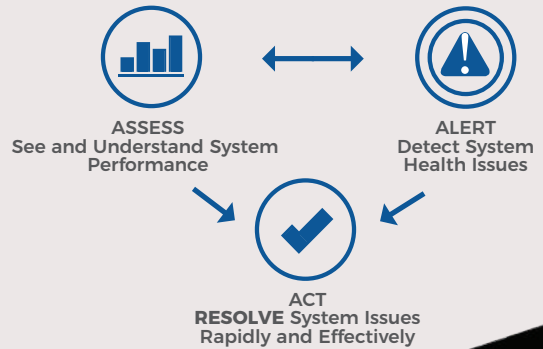 ASSESS
See and Understand System
Performance
ALERT
Detect System
Health Issues
ACT
RESOLVE System Issues
Rapidly and Effectively